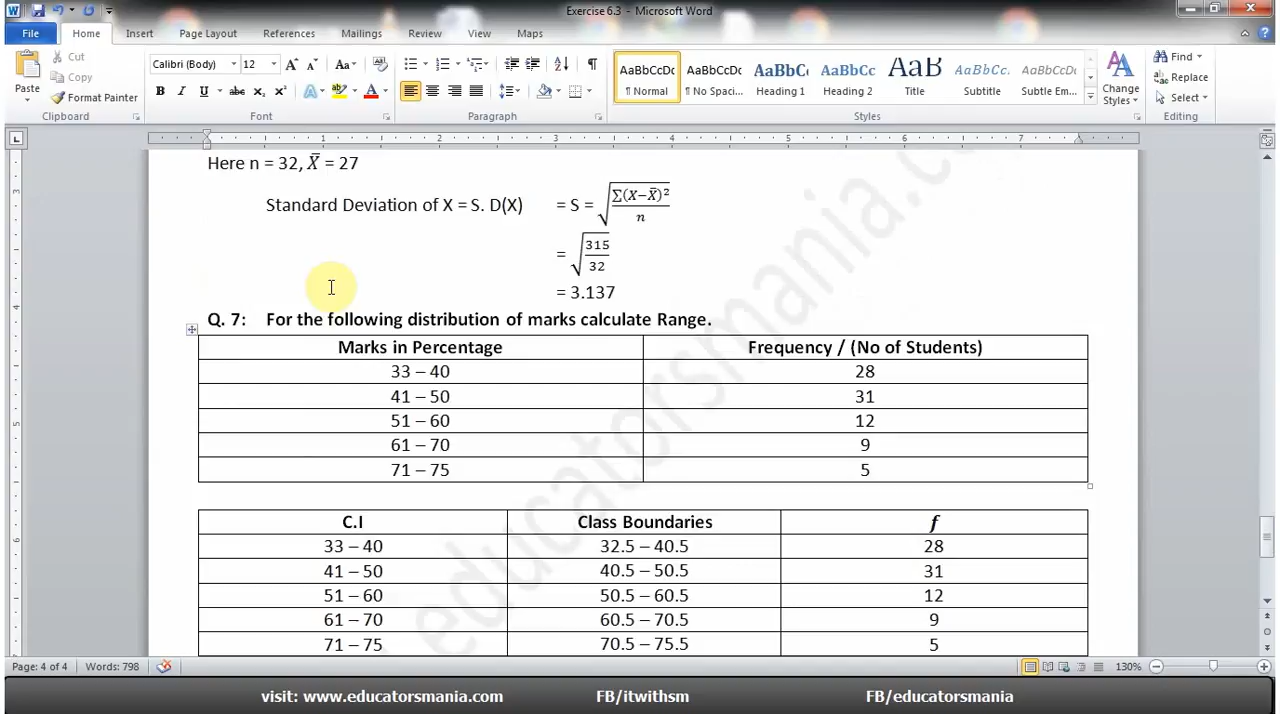 Exercise 6.3 - Microsoft Word
File Home Insert Page Layout References Mailings Review View Maps
Paste
Cut
Copy
Format Painter
Clipboard
Calibri (Body) 12
Font
Paragraph
AaBbCcDc AaBbCcDc AaBbC AaBbCc AaB AaBbCcL AaBbCcDc
¶ Normal ¶ No Spaci... Heading 1 Heading 2 Title Subtitle Subtle Em...
Styles
Change Styles
Find
Replace
Select
Editing
Here n = 32, X̄ = 27
Standard Deviation of X = S. D(X) = S = √(∑(X−X̄)²/n)
= √(315/32)
= 3.137
Q. 7: For the following distribution of marks calculate Range.
Marks in Percentage Frequency / (No of Students)
33 – 40 28
41 – 50 31
51 – 60 12
61 – 70 9
71 – 75 5
C.I Class Boundaries f
33 – 40 32.5 – 40.5 28
41 – 50 40.5 – 50.5 31
51 – 60 50.5 – 60.5 12
61 – 70 60.5 – 70.5 9
71 – 75 70.5 – 75.5 5
educatorsmania.com
Page: 4 of 4 Words: 798 130%
visit: www.educatorsmania.com FB/itwithsm FB/educatorsmania